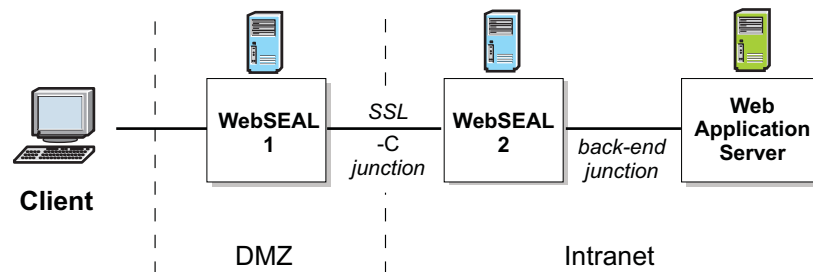 Client
WebSEAL
1
SSL
-C
junction
WebSEAL
2
back-end
junction
Web
Application
Server
DMZ
Intranet